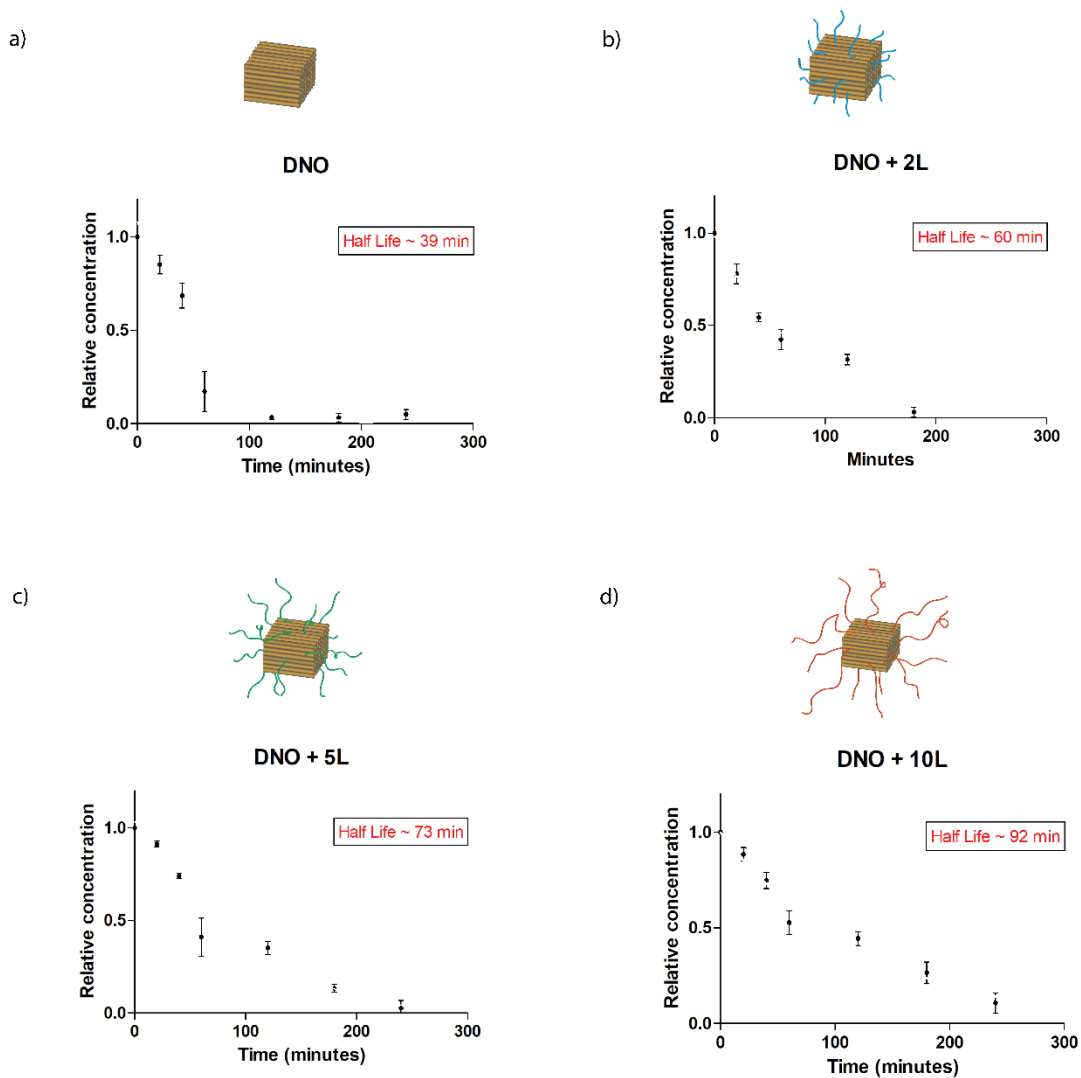 a)
DNO
Half Life ~ 39 min
Relative concentration
1.0
0.5
0.0
0
100
200
300
Time (minutes)
b)
DNO + 2L
Half Life ~ 60 min
Relative concentration
1.0
0.5
0.0
0
100
200
300
Minutes
c)
DNO + 5L
Half Life ~ 73 min
Relative concentration
1.0
0.5
0.0
0
100
200
300
Time (minutes)
d)
DNO + 10L
Half Life ~ 92 min
Relative concentration
1.0
0.5
0.0
0
100
200
300
Time (minutes)